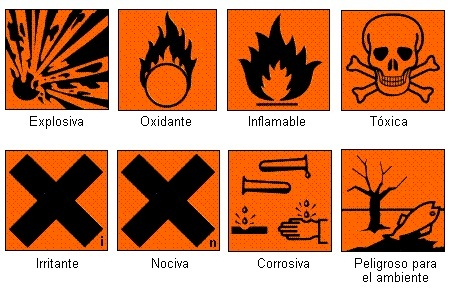 Explosiva
Oxidante
Inflamable
Tóxica
i
n
Irritante
Nociva
Corrosiva
Peligroso para
el ambiente